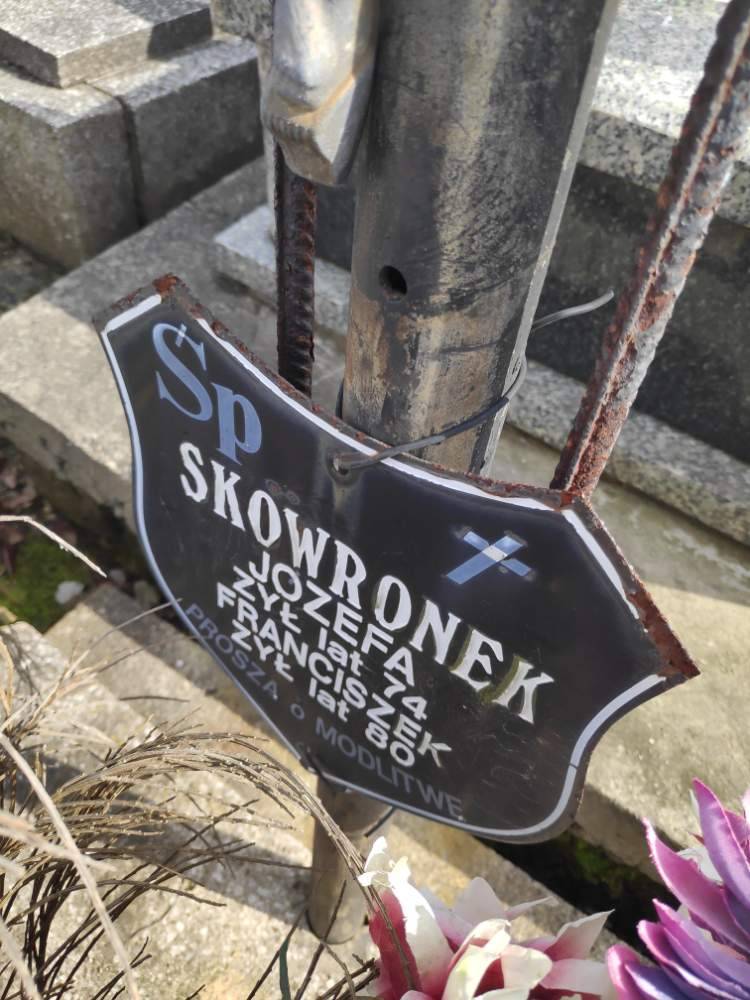 Śp
SKOWRONEK
JÓZEFA
ŻYŁ lat 74
FRANCISZEK
ŻYŁ lat 80
PROSZĄ o MODLITWĘ